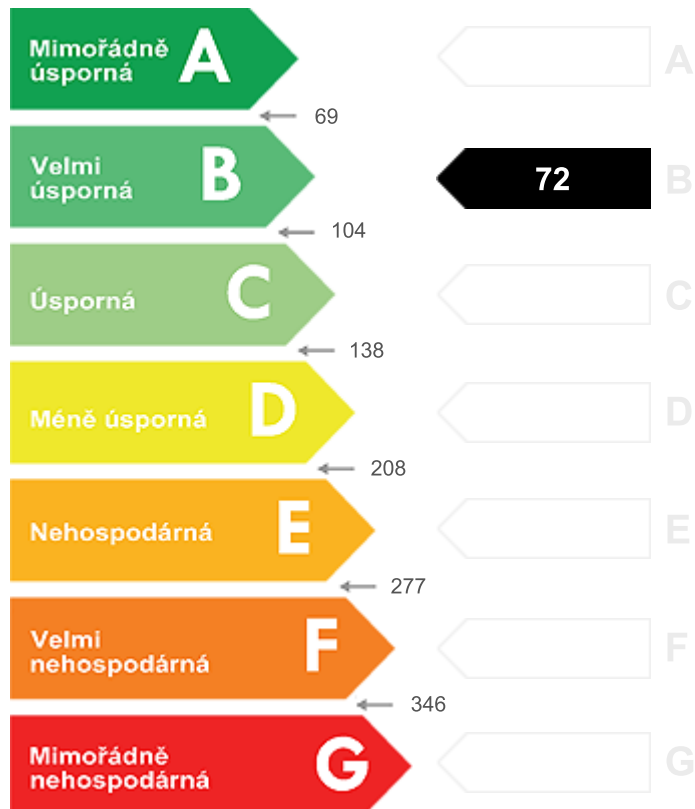 Mimořádně
úsporná
A
A
69
Velmi
úsporná
B
72
B
104
Úsporná
C
C
138
Méně úsporná
D
D
208
Nehospodárná
E
E
277
Velmi
nehospodárná
F
F
346
Mimořádně
nehospodárná
G
G